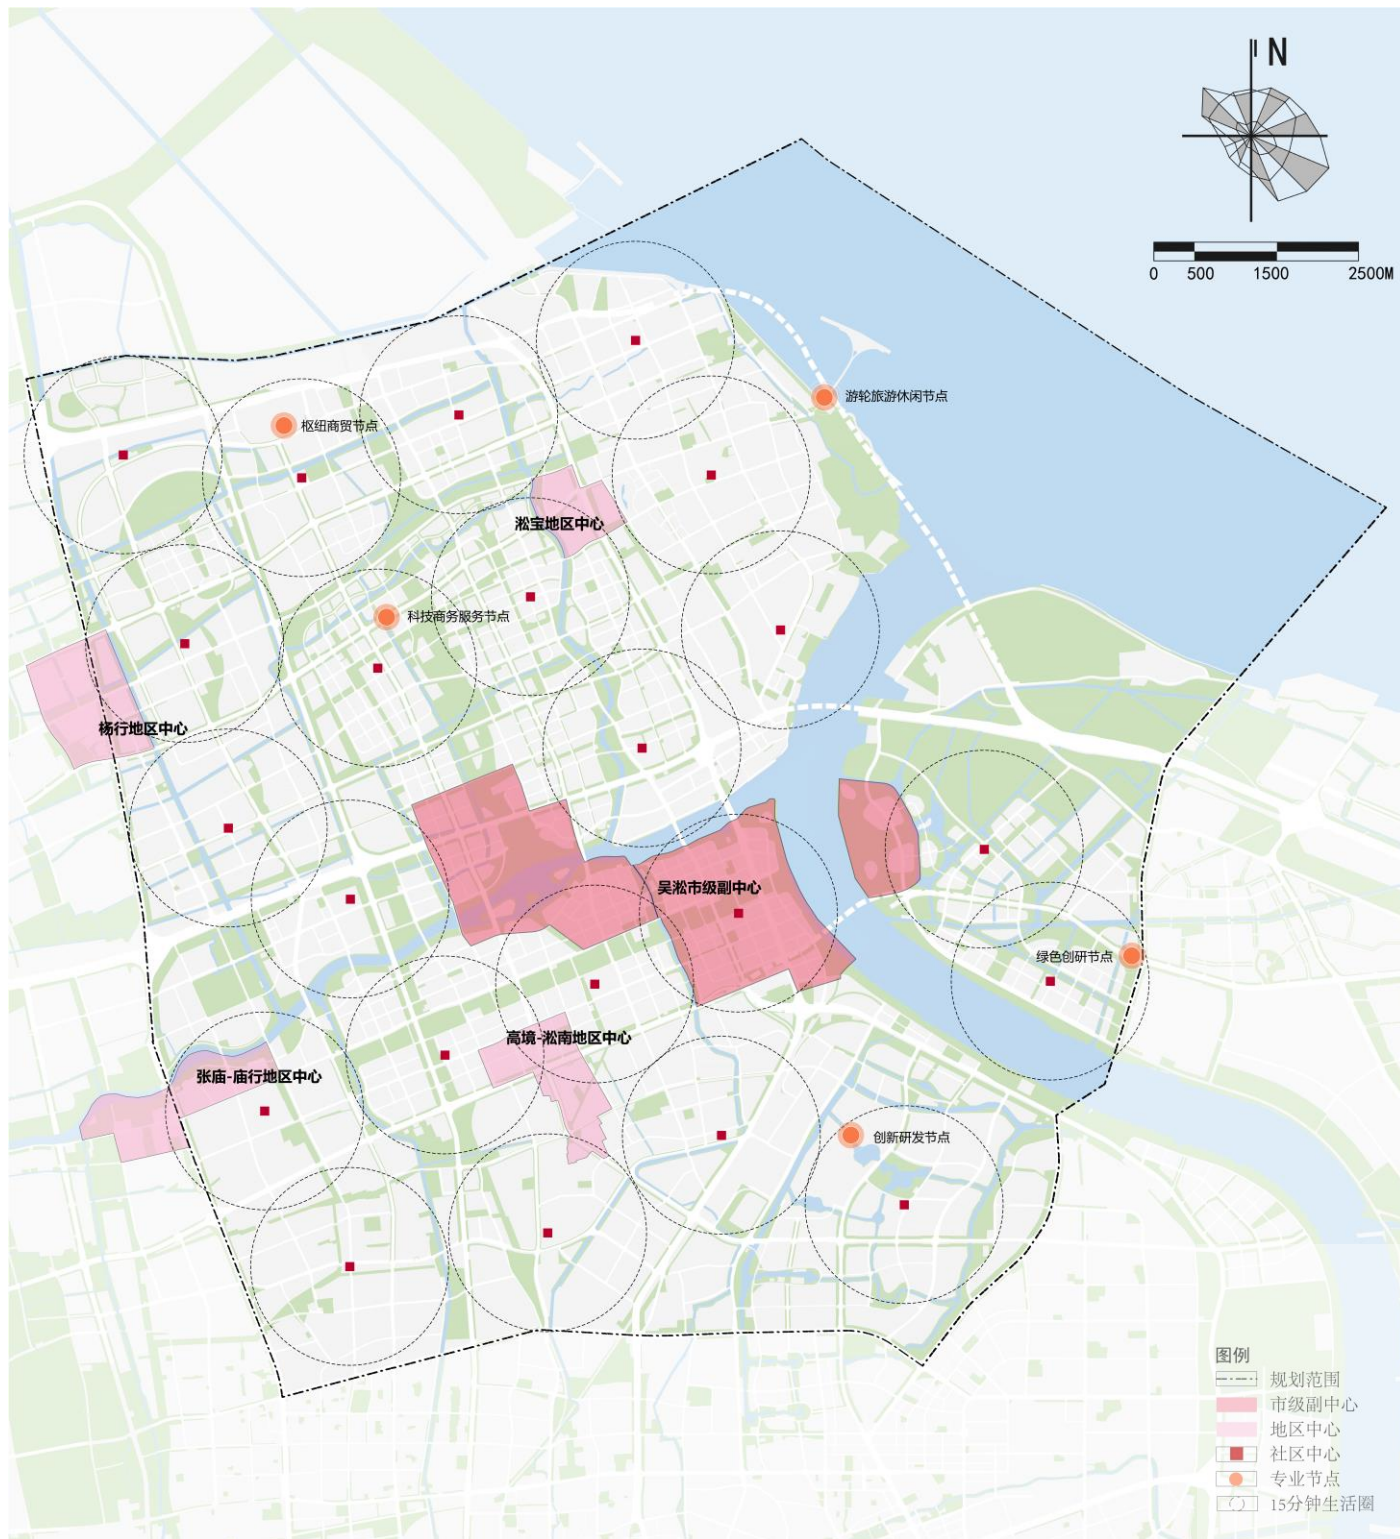 N
0 500 1500 2500M
游轮旅游休闲节点
枢纽商贸节点
淞宝地区中心
科技商务服务节点
杨行地区中心
吴淞市级副中心
绿色创研节点
高境-淞南地区中心
张庙-庙行地区中心
创新研发节点
图例
规划范围
市级副中心
地区中心
社区中心
专业节点
15分钟生活圈